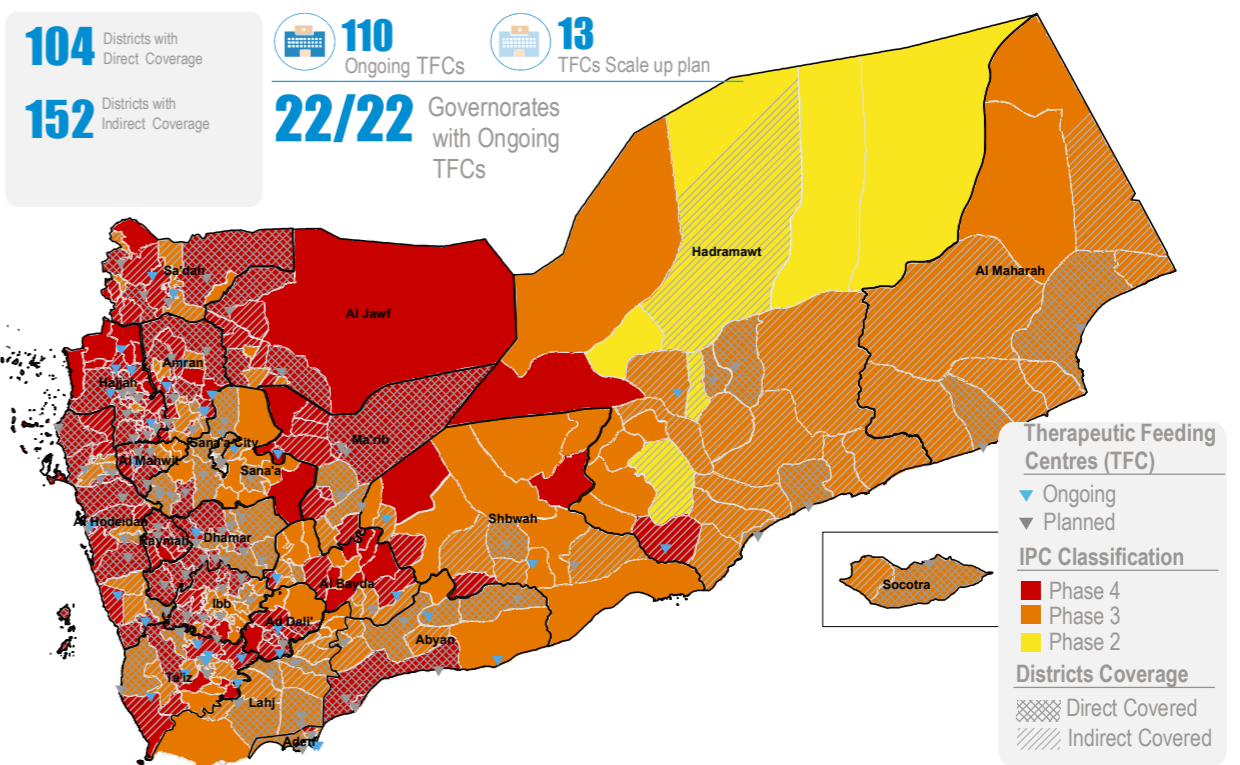 104
Districts with
Direct Coverage
152
Districts with
Indirect Coverage
110
Ongoing TFCs
13
TFCs Scale up plan
22/22
Governorates
with Ongoing
TFCs
Sa'dah
Al Jawf
Hadramawt
Al Maharah
Amran
Hajjah
Ma'rib
Sana'a City
Al Mahwit
Sana'a
Al Hodeidah
Raymah
Dhamar
Shbwah
Al Bayda
Ibb
Ad Dali'
Abyan
Ta'iz
Lahj
Aden
Socotra
Therapeutic Feeding
Centres (TFC)
Ongoing
Planned
IPC Classification
Phase 4
Phase 3
Phase 2
Districts Coverage
Direct Covered
Indirect Covered